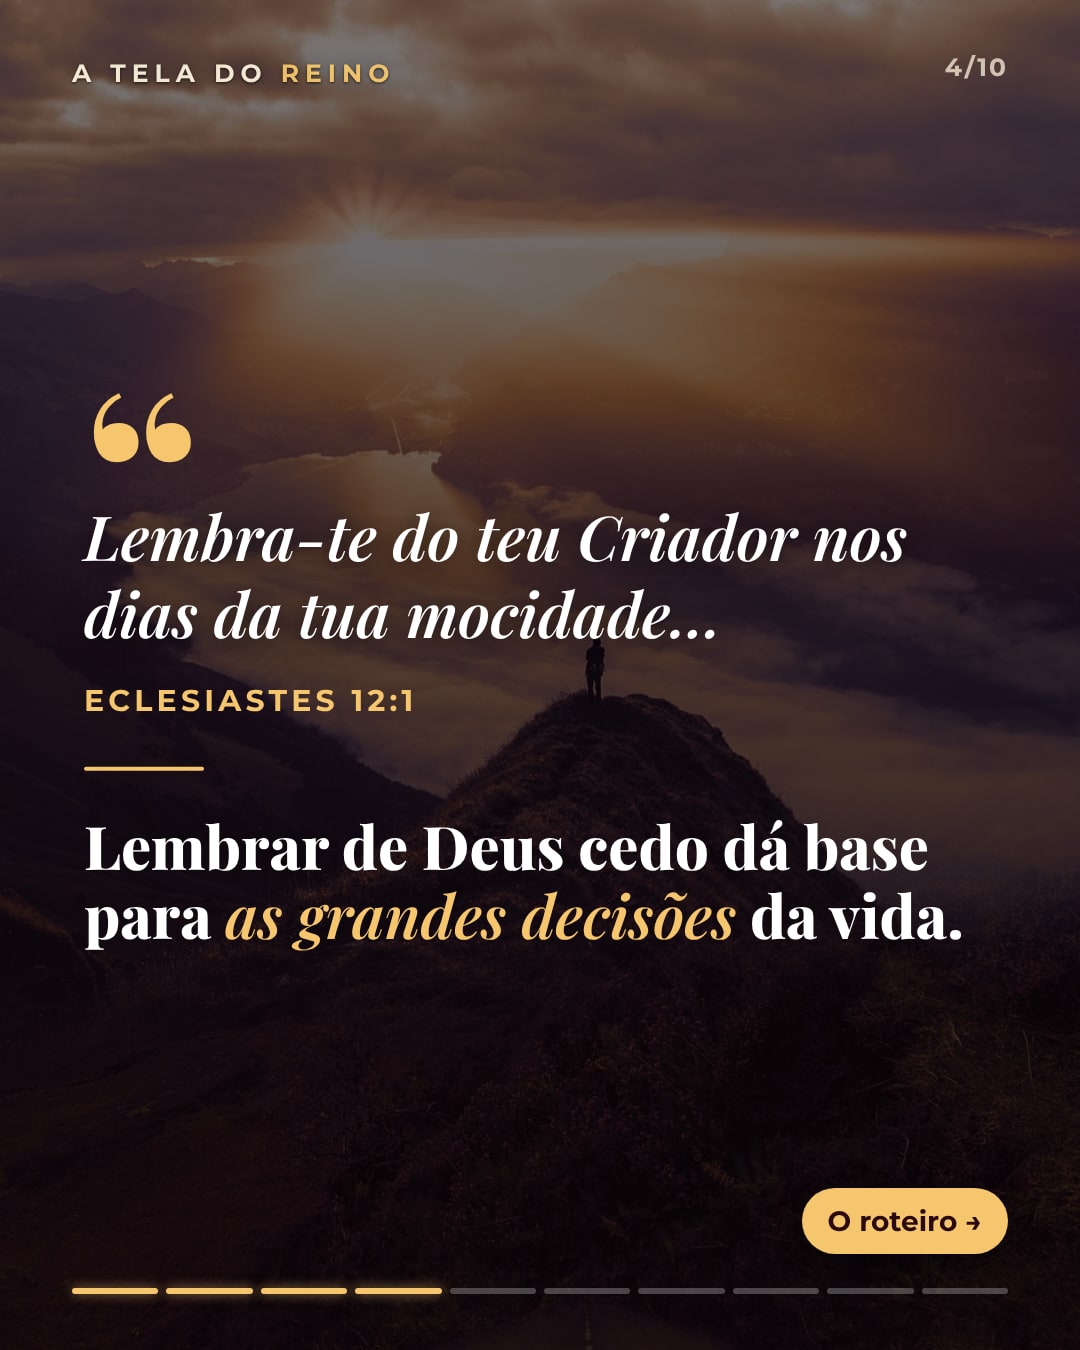 A TELA DO REINO
4/10
“
Lembra-te do teu Criador nos
dias da tua mocidade...
ECLESIASTES 12:1
Lembrar de Deus cedo dá base
para as grandes decisões da vida.
O roteiro →